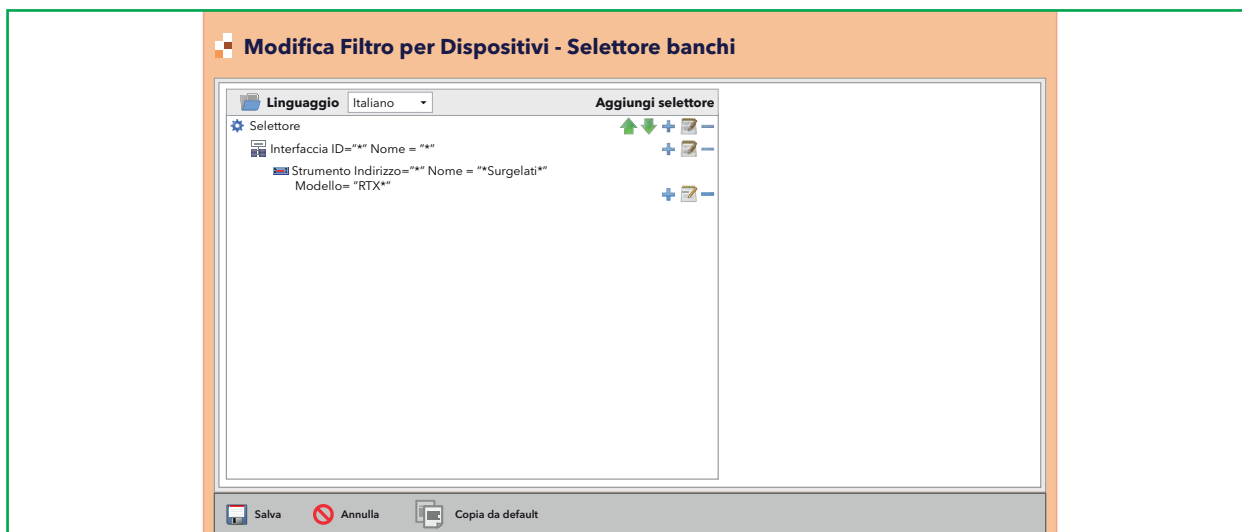 Modifica Filtro per Dispositivi - Selettore banchi
Linguaggio Italiano Aggiungi selettore
Selettore
Interfaccia ID="*" Nome = "*"
Strumento Indirizzo="*" Nome = "*Surgelati*"
Modello= "RTX*"
Salva Annulla Copia da default